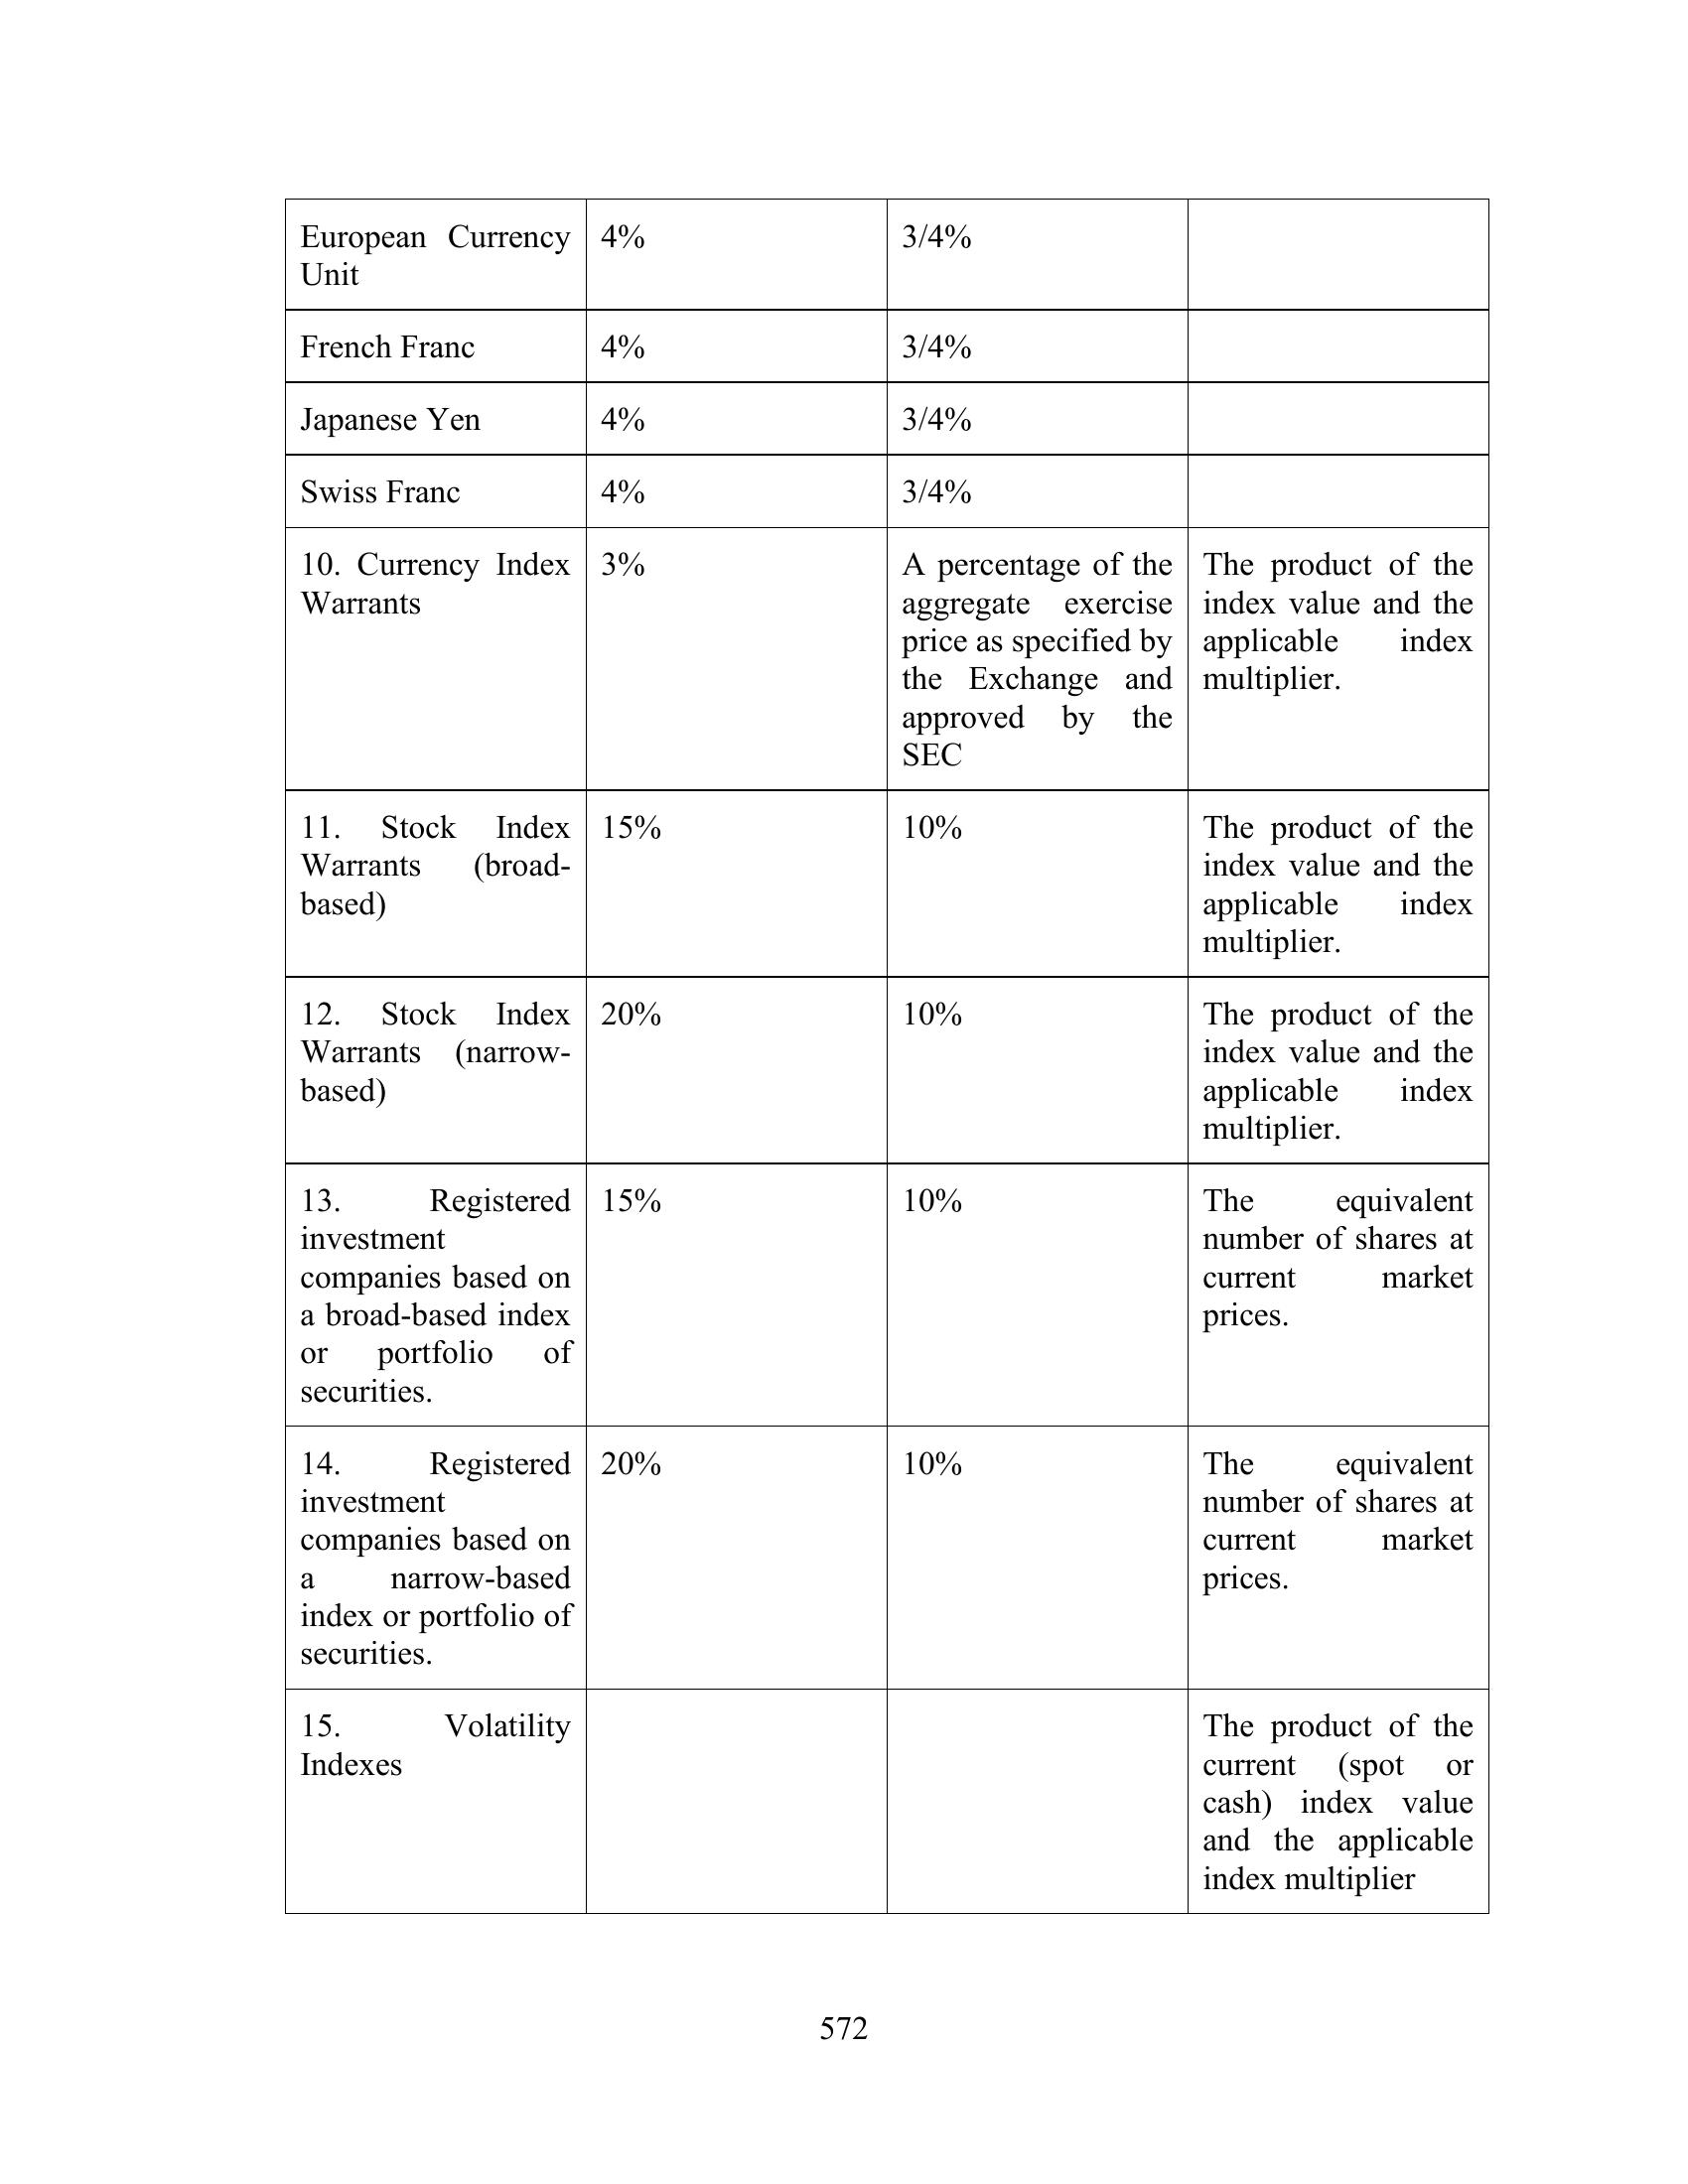 European Currency Unit 4% 3/4%
French Franc 4% 3/4%
Japanese Yen 4% 3/4%
Swiss Franc 4% 3/4%
10. Currency Index
Warrants
3%
A percentage of the
aggregate exercise
price as specified by
the Exchange and
approved by the
SEC
The product of the
index value and the
applicable index
multiplier.
11. Stock Index
Warrants (broad-
based)
15%
10%
The product of the
index value and the
applicable index
multiplier.
12. Stock Index
Warrants (narrow-
based)
20%
10%
The product of the
index value and the
applicable index
multiplier.
13. Registered
investment
companies based on
a broad-based index
or portfolio of
securities.
15%
10%
The equivalent
number of shares at
current market
prices.
14. Registered
investment
companies based on
a narrow-based
index or portfolio of
securities.
20%
10%
The equivalent
number of shares at
current market
prices.
15. Volatility
Indexes
The product of the
current (spot or
cash) index value
and the applicable
index multiplier
572